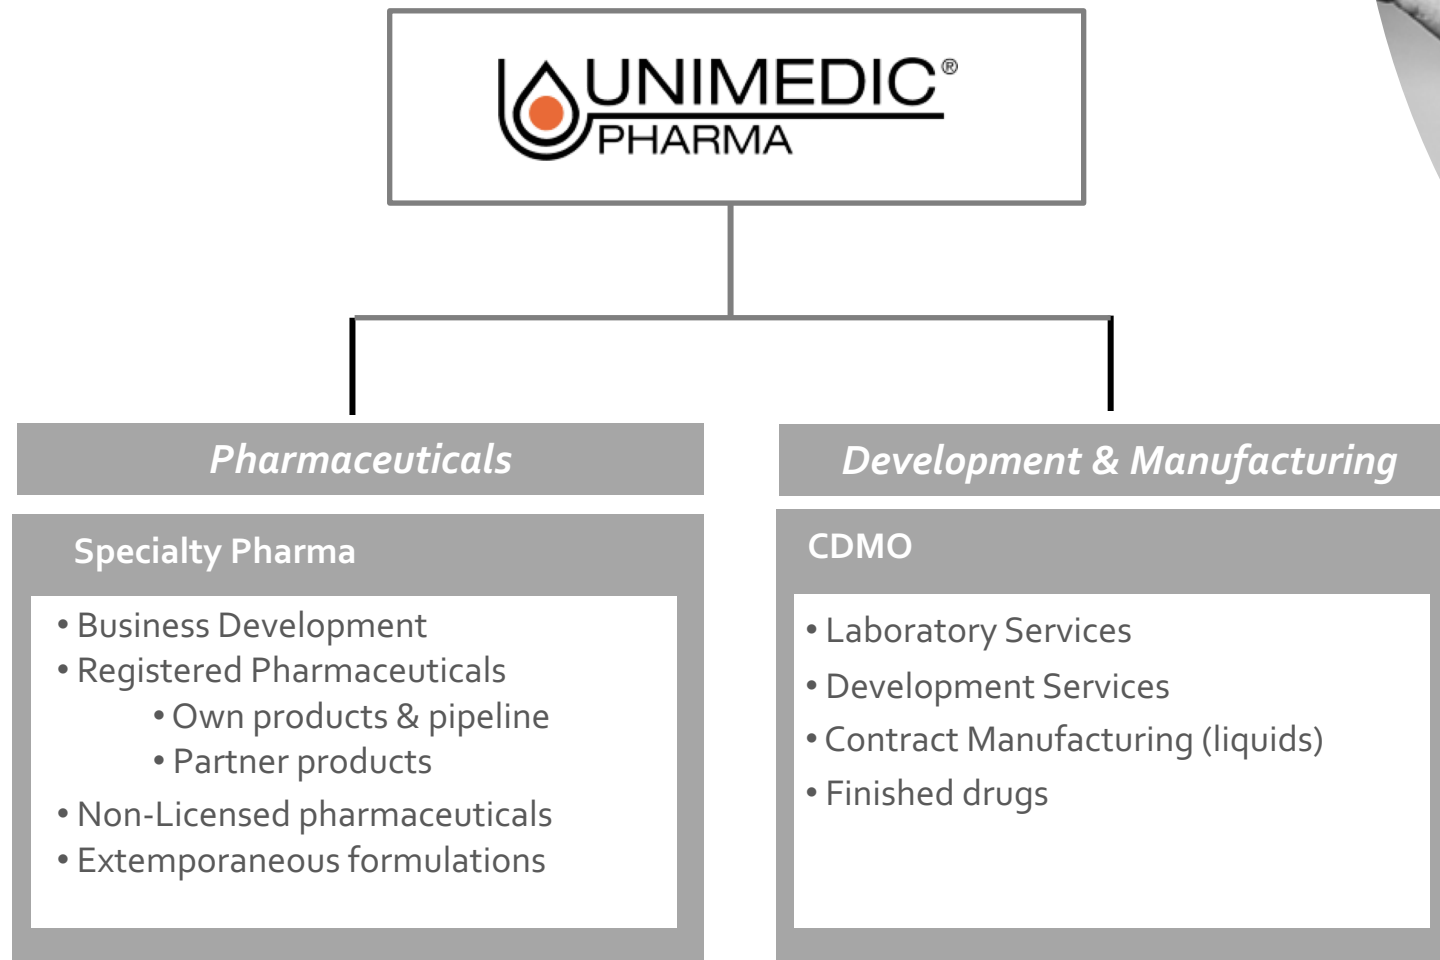 UNIMEDIC®
PHARMA
Pharmaceuticals
Specialty Pharma
• Business Development
• Registered Pharmaceuticals
• Own products & pipeline
• Partner products
• Non-Licensed pharmaceuticals
• Extemporaneous formulations
Development & Manufacturing
CDMO
• Laboratory Services
• Development Services
• Contract Manufacturing (liquids)
• Finished drugs